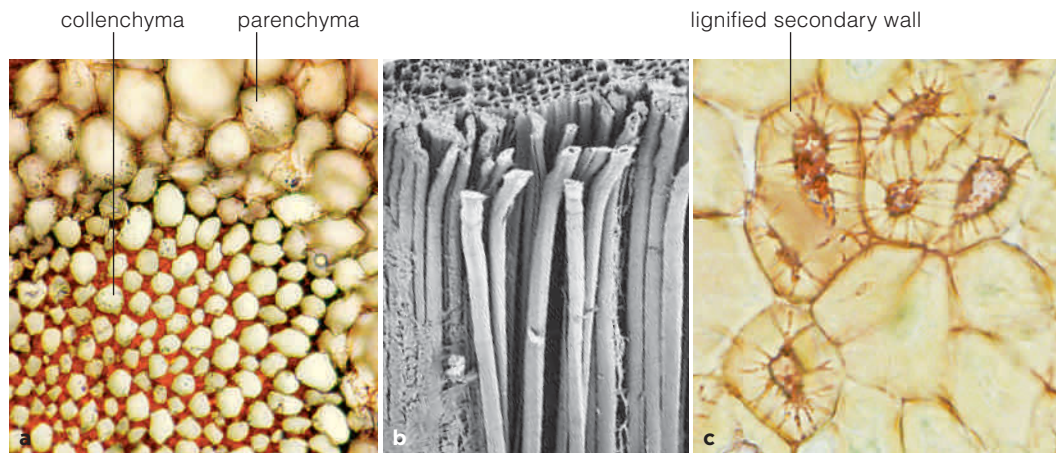 collenchyma
parenchyma
lignified secondary wall
a
b
c